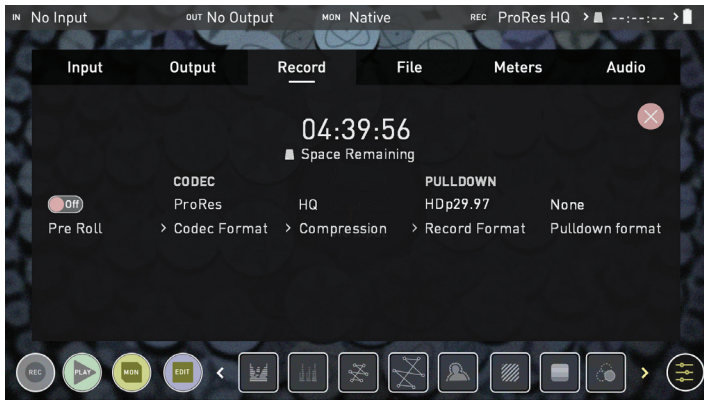 IN No Input OUT No Output MON Native REC ProRes HQ > --:--:-- >
Input Output Record File Meters Audio
04:39:56
Space Remaining
CODEC PULLDOWN
Off ProRes HQ HDp29.97 None
Pre Roll > Codec Format > Compression > Record Format Pulldown format
REC PLAY MON EDIT < >